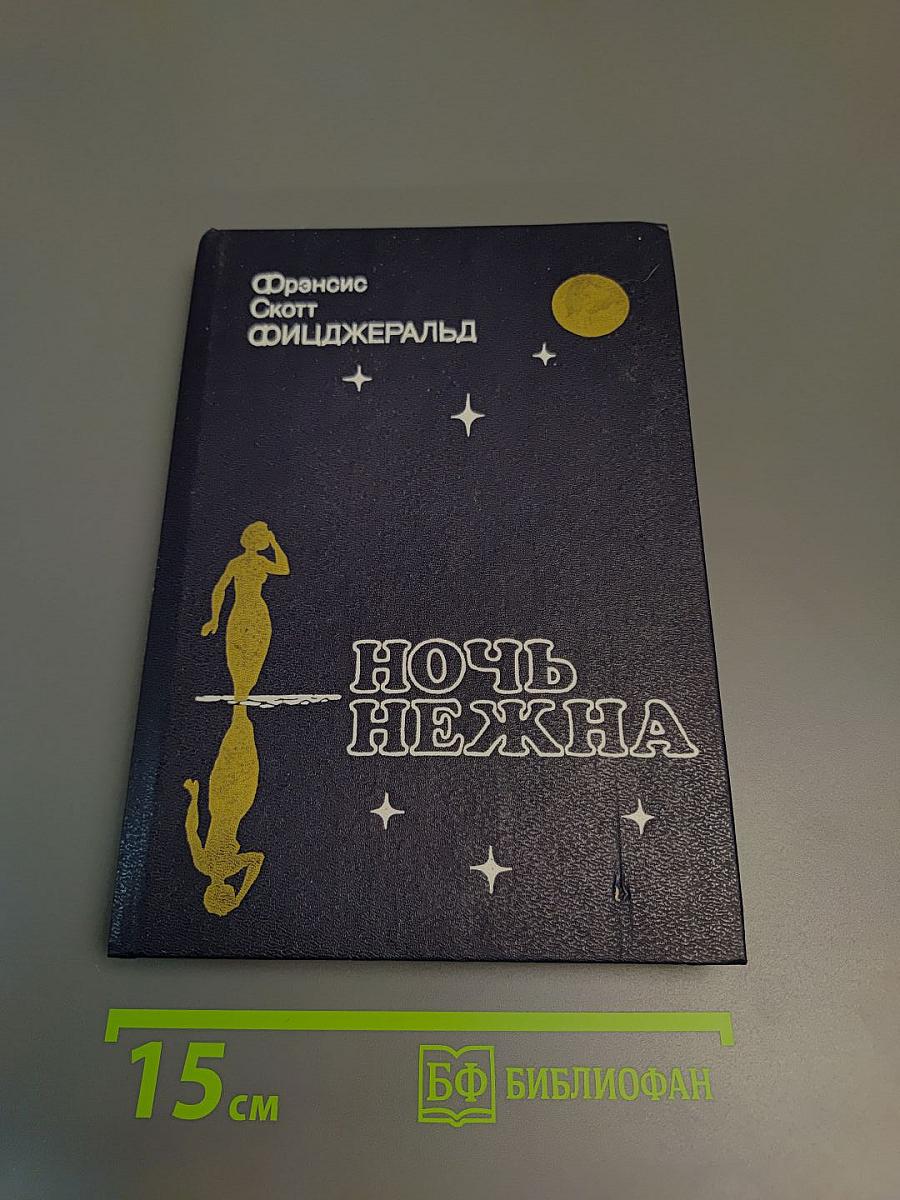 Фрэнсис
Скотт
ФИЦДЖЕРАЛЬД
НОЧЬ
НЕЖНА
15 см
БФ БИБЛИОФАН